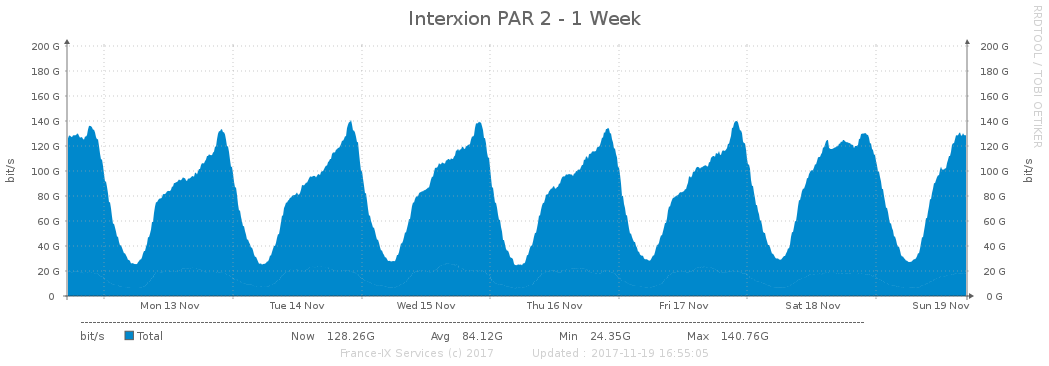 Interxion PAR 2 - 1 Week
RRDTOOL / TOBI OETIKER
bit/s
200 G 200 G
180 G 180 G
160 G 160 G
140 G 140 G
120 G 120 G
100 G 100 G
80 G 80 G
60 G 60 G
40 G 40 G
20 G 20 G
0 0 G
bit/s
Mon 13 Nov Tue 14 Nov Wed 15 Nov Thu 16 Nov Fri 17 Nov Sat 18 Nov Sun 19 Nov
bit/s Total Now 128.26G Avg 84.12G Min 24.35G Max 140.76G
France-IX Services (c) 2017 Updated : 2017-11-19 16:55:05